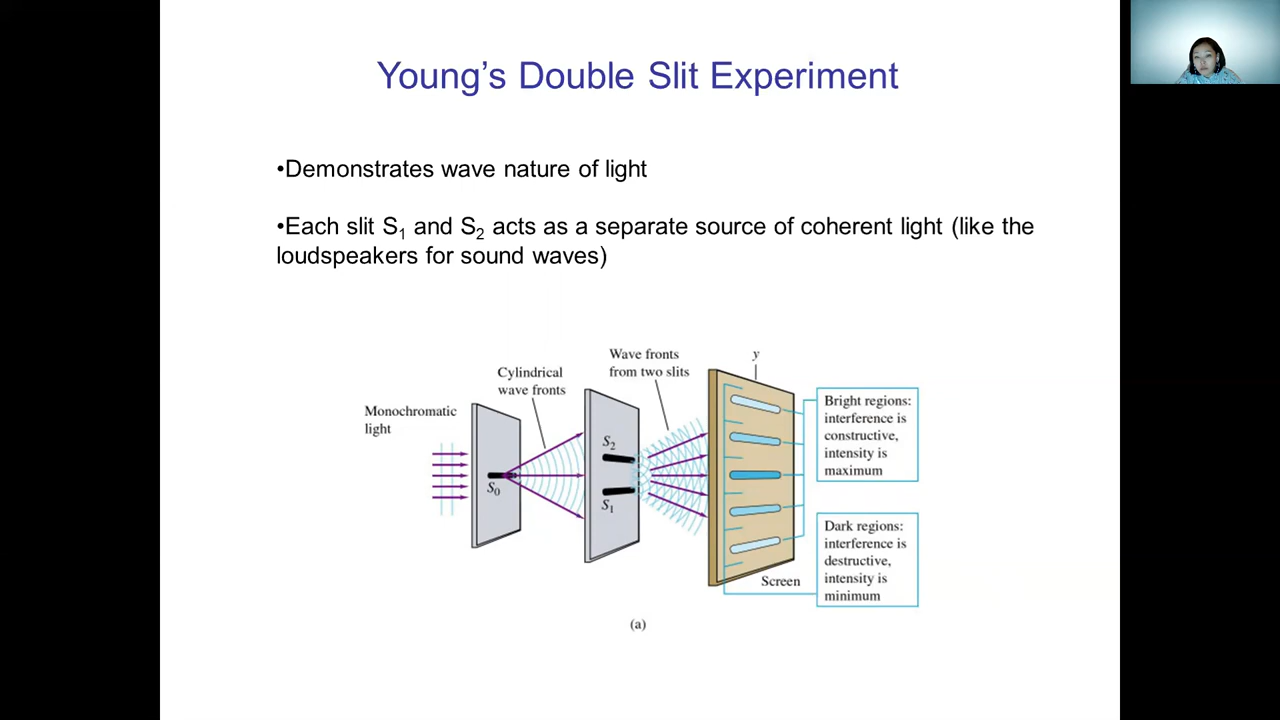 Young’s Double Slit Experiment
•Demonstrates wave nature of light
•Each slit S₁ and S₂ acts as a separate source of coherent light (like the
loudspeakers for sound waves)
Monochromatic
light
Cylindrical
wave fronts
Wave fronts
from two slits
y
S₀
S₂
S₁
Bright regions:
interference is
constructive,
intensity is
maximum
Dark regions:
interference is
destructive,
intensity is
minimum
Screen
(a)